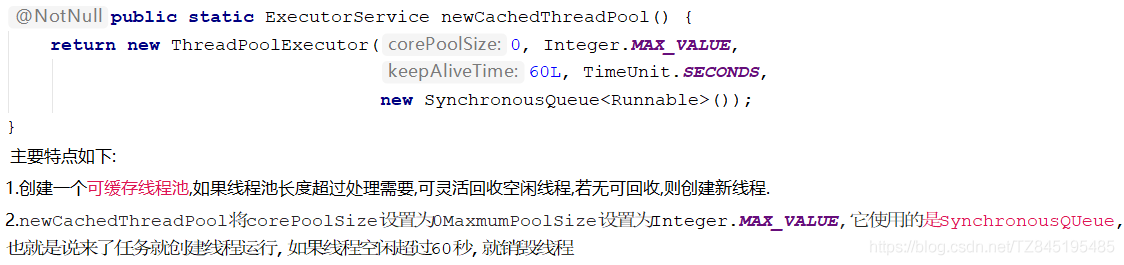 @NotNull public static ExecutorService newCachedThreadPool() {
return new ThreadPoolExecutor( corePoolSize: 0, Integer.MAX_VALUE,
keepAliveTime: 60L, TimeUnit.SECONDS,
new SynchronousQueue<Runnable>());
}
主要特点如下:
1.创建一个可缓存线程池,如果线程池长度超过处理需要,可灵活回收空闲线程,若无可回收,则创建新线程.
2.newCachedThreadPool将corePoolSize设置为0MaxmumPoolSize设置为Integer.MAX_VALUE,它使用的是SynchronousQUeue,
也就是说来了任务就创建线程运行,如果线程空闲超过60秒,就销毁线程
https://blog.csdn.net/TZ845195485